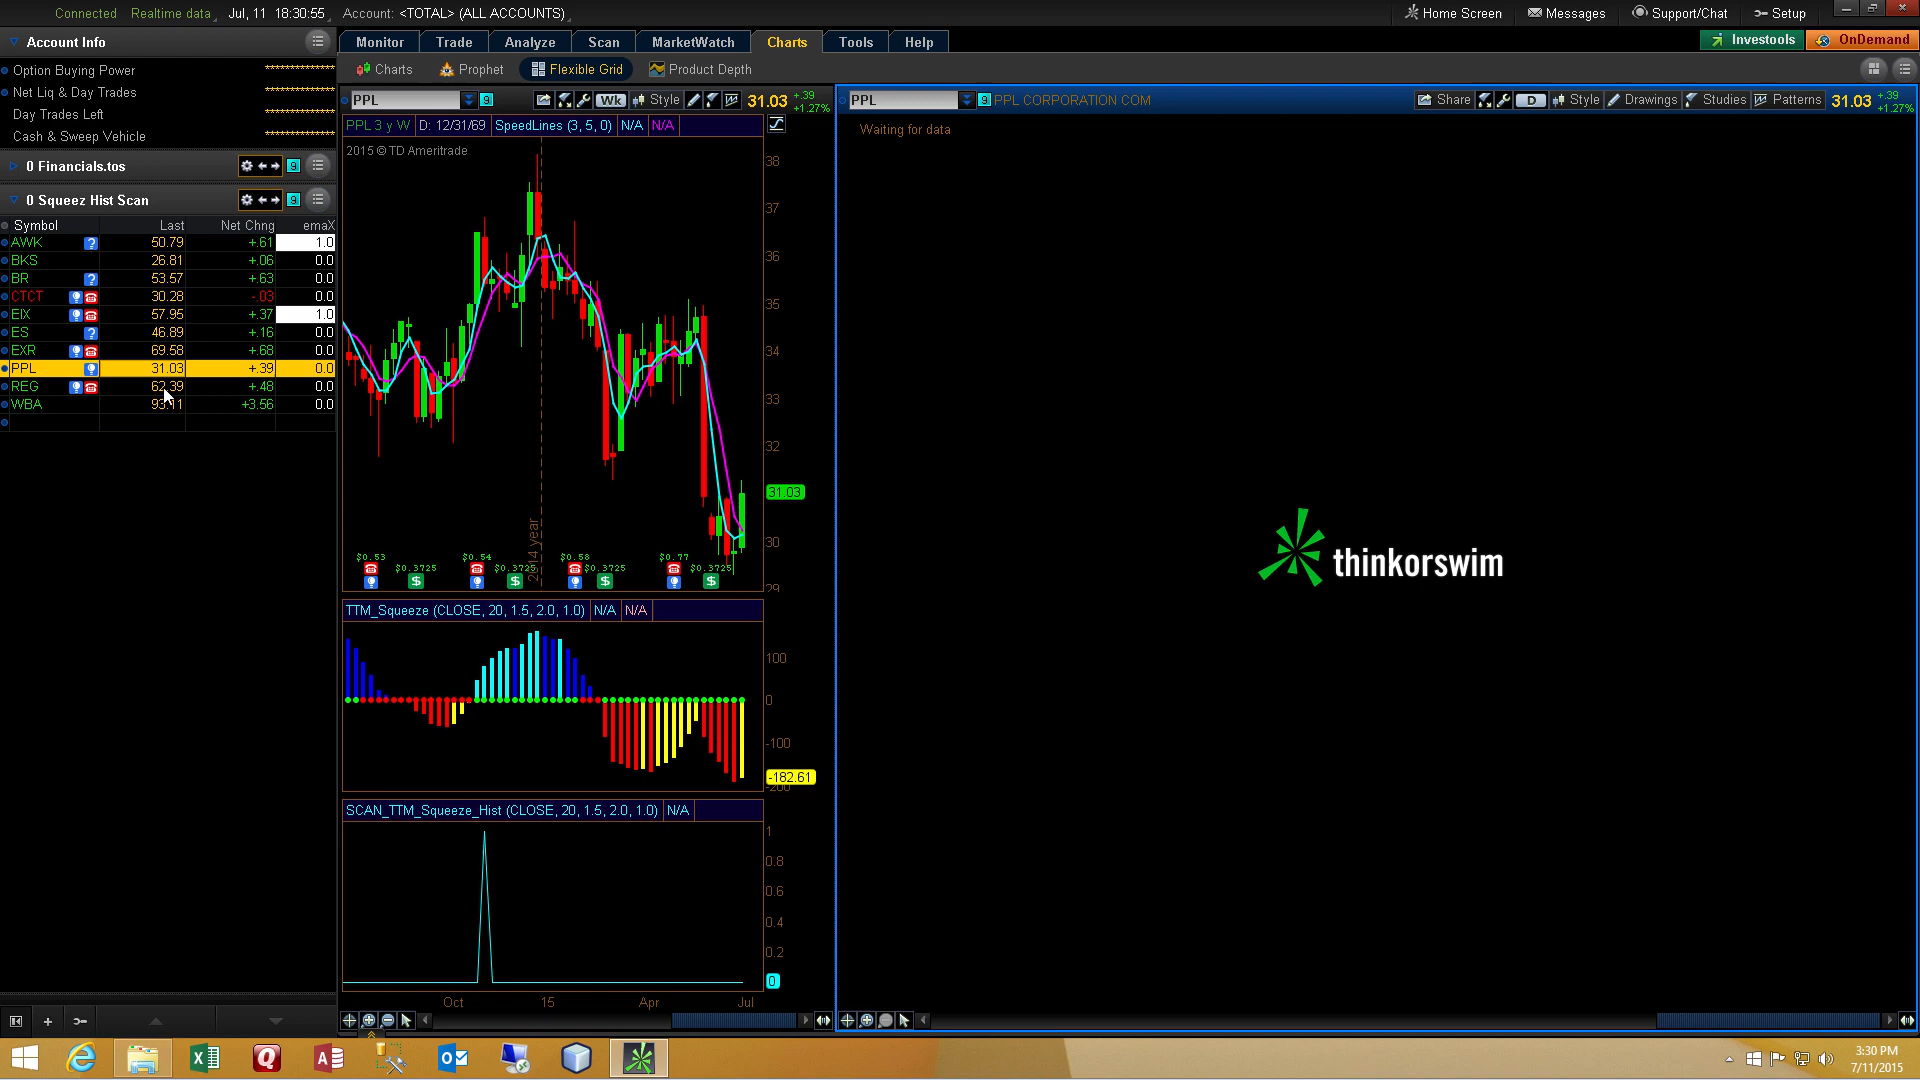 Connected Realtime data Jul, 11 18:30:55 Account: <TOTAL> (ALL ACCOUNTS) Home Screen Messages Support/Chat Setup
Account Info
Option Buying Power **************
Net Liq & Day Trades **************
Day Trades Left **************
Cash & Sweep Vehicle **************
0 Financials.tos 9
0 Squeez Hist Scan 9
Symbol Last Net Chng emaX
AWK ? 50.79 +.61 1.0
BKS 26.81 +.06 0.0
BR ? 53.57 +.63 0.0
CTCT 30.28 -.03 0.0
EIX 57.95 +.37 1.0
ES ? 46.89 +.16 0.0
EXR 69.58 +.68 0.0
PPL 31.03 +.39 0.0
REG 62.39 +.48 0.0
WBA 93.11 +3.56 0.0
Monitor Trade Analyze Scan MarketWatch Charts Tools Help Investools OnDemand
Charts Prophet Flexible Grid Product Depth
PPL 9 Wk Style 31.03 +.39 +1.27%
PPL 3 y W D: 12/31/69 SpeedLines (3, 5, 0) N/A N/A
2015 © TD Ameritrade
38
37
36
35
34
33
32
31.03
30
29
2014 year
$0.53 $0.54 $0.58 $0.77
$0.3725 $0.3725 $0.3725 $0.3725
TTM_Squeeze (CLOSE, 20, 1.5, 2.0, 1.0) N/A N/A
100
0
-100
-182.61
-200
SCAN_TTM_Squeeze_Hist (CLOSE, 20, 1.5, 2.0, 1.0) N/A
1
0.8
0.6
0.4
0.2
0
Oct 15 Apr Jul
PPL 9 PPL CORPORATION COM Share D Style Drawings Studies Patterns 31.03 +.39 +1.27%
Waiting for data
thinkorswim
3:30 PM
7/11/2015